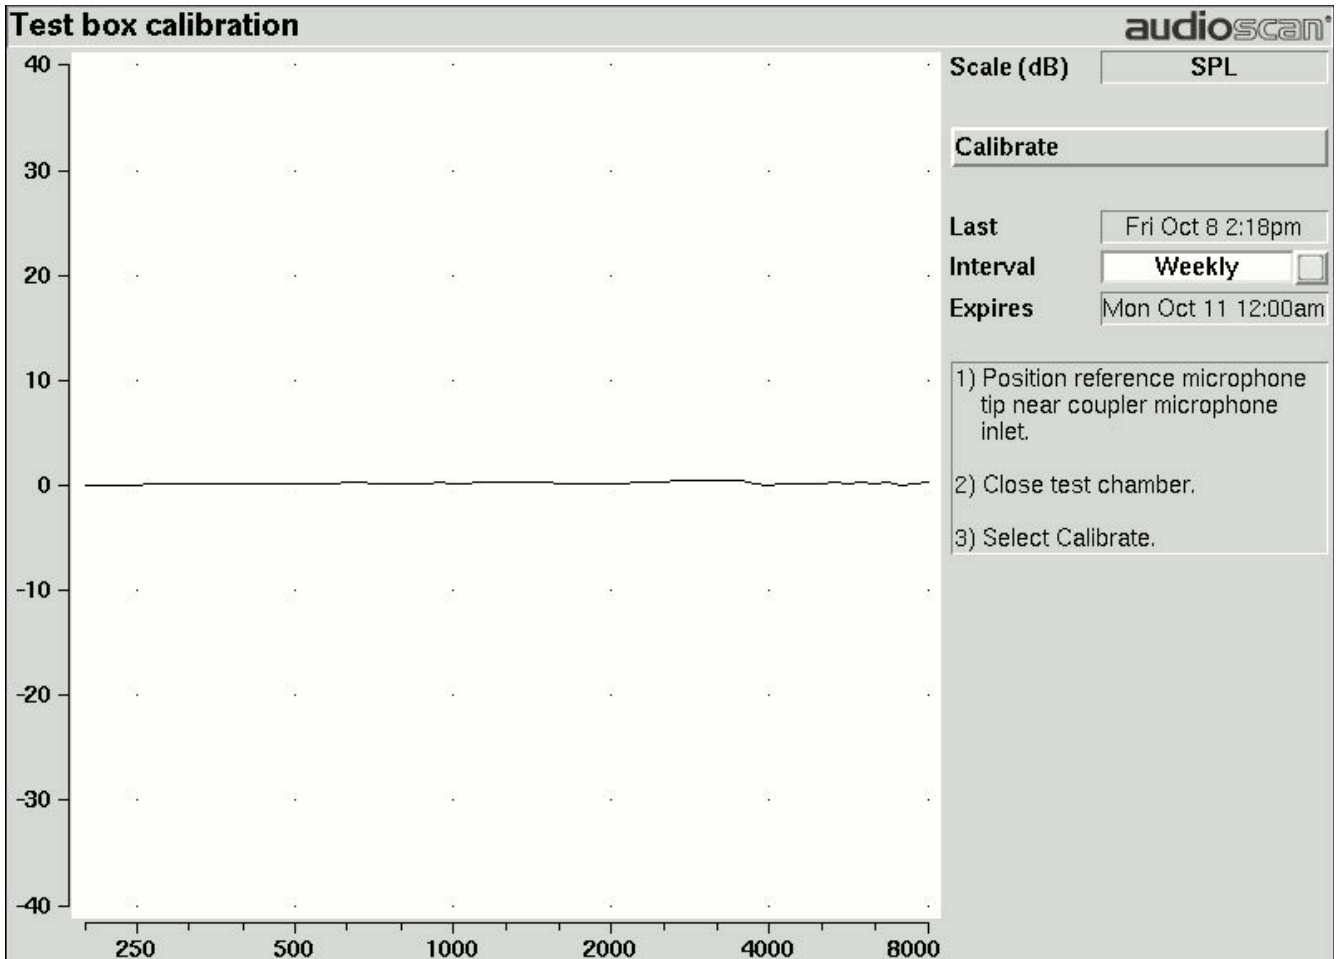 Test box calibration
audioscan®
Scale (dB) SPL
Calibrate
Last Fri Oct 8 2:18pm
Interval Weekly
Expires Mon Oct 11 12:00am
1) Position reference microphone
tip near coupler microphone
inlet.
2) Close test chamber.
3) Select Calibrate.
40
30
20
10
0
-10
-20
-30
-40
250 500 1000 2000 4000 8000